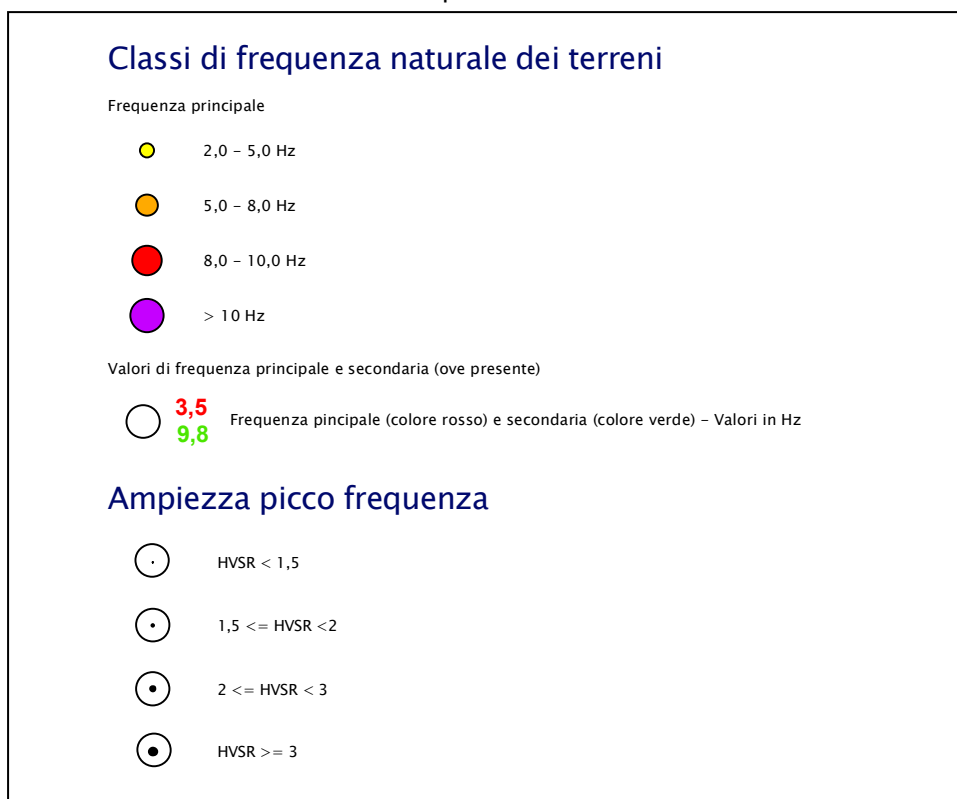 Classi di frequenza naturale dei terreni
Frequenza principale
2,0 – 5,0 Hz
5,0 – 8,0 Hz
8,0 – 10,0 Hz
> 10 Hz
Valori di frequenza principale e secondaria (ove presente)
3,5
9,8
Frequenza pincipale (colore rosso) e secondaria (colore verde) – Valori in Hz
Ampiezza picco frequenza
HVSR < 1,5
1,5 <= HVSR <2
2 <= HVSR < 3
HVSR >= 3